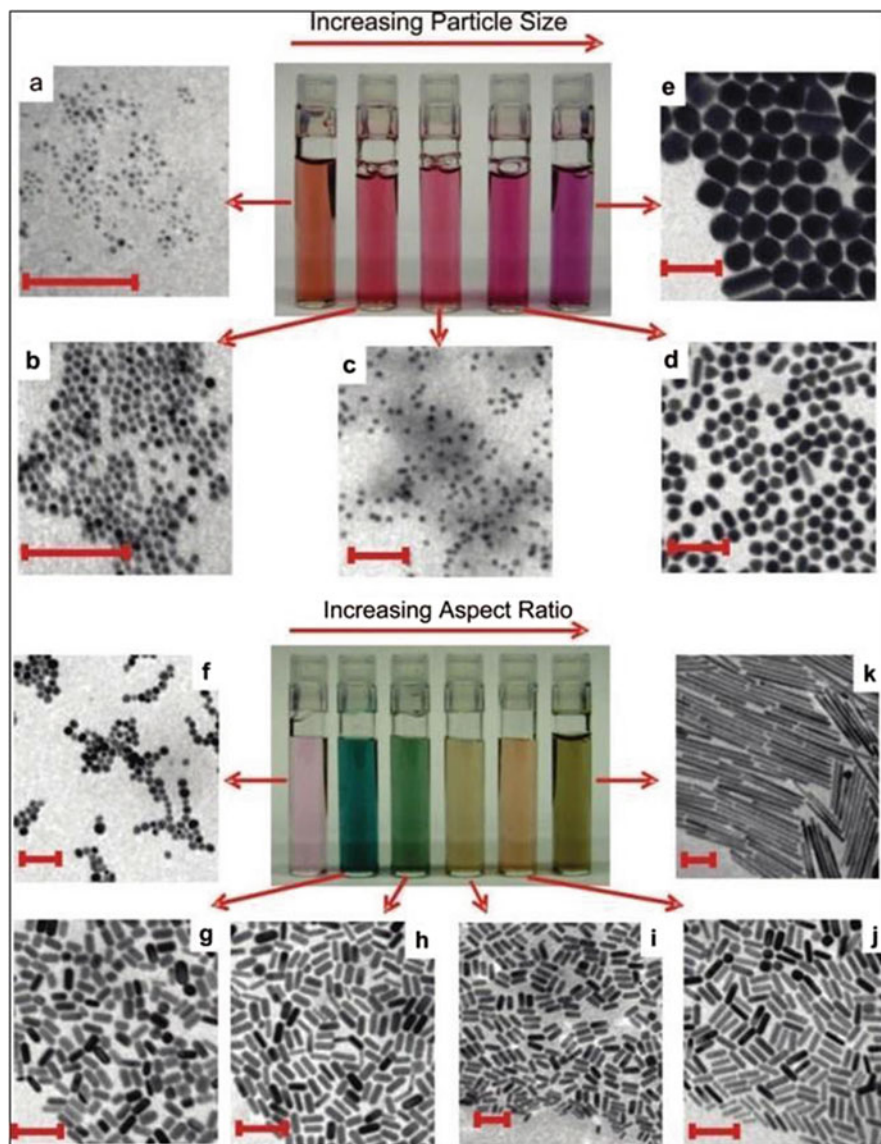 Increasing Particle Size
a
e
b
c
d
Increasing Aspect Ratio
f
k
g
h
i
j